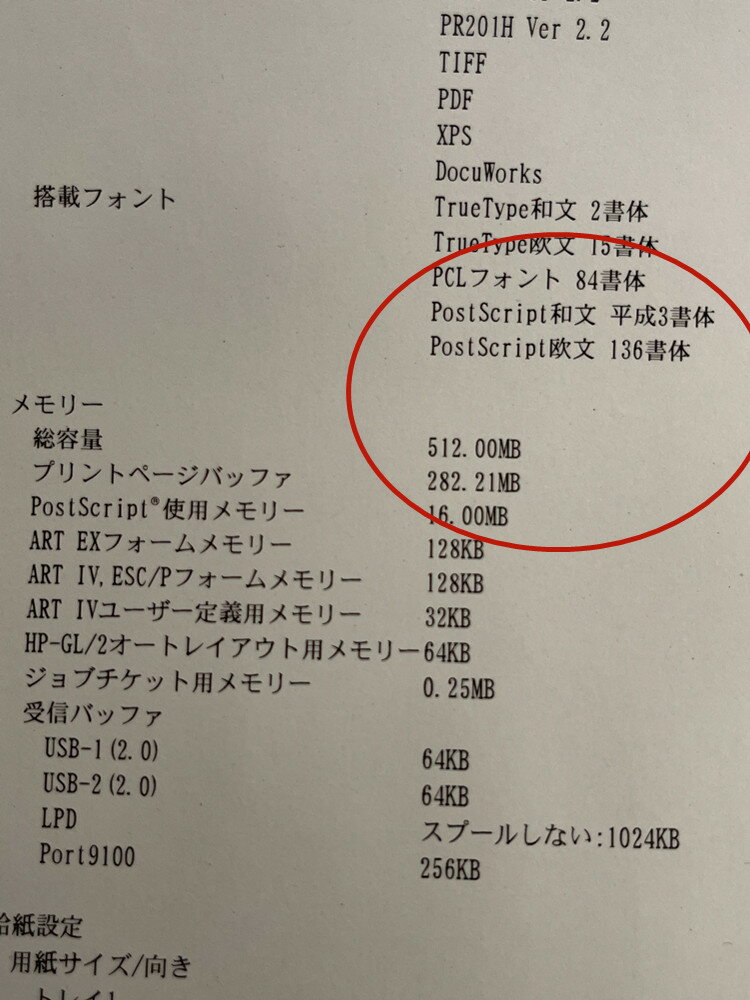 PR201H Ver 2.2
TIFF
PDF
XPS
DocuWorks
搭載フォント TrueType和文 2書体
TrueType欧文 15書体
PCLフォント 84書体
PostScript和文 平成3書体
PostScript欧文 136書体
メモリー
総容量 512.00MB
プリントページバッファ 282.21MB
PostScript®使用メモリー 16.00MB
ART EXフォームメモリー 128KB
ART IV,ESC/Pフォームメモリー 128KB
ART IVユーザー定義用メモリー 32KB
HP-GL/2オートレイアウト用メモリー 64KB
ジョブチケット用メモリー 0.25MB
受信バッファ
USB-1(2.0) 64KB
USB-2(2.0) 64KB
LPD スプールしない:1024KB
Port9100 256KB
給紙設定
用紙サイズ/向き